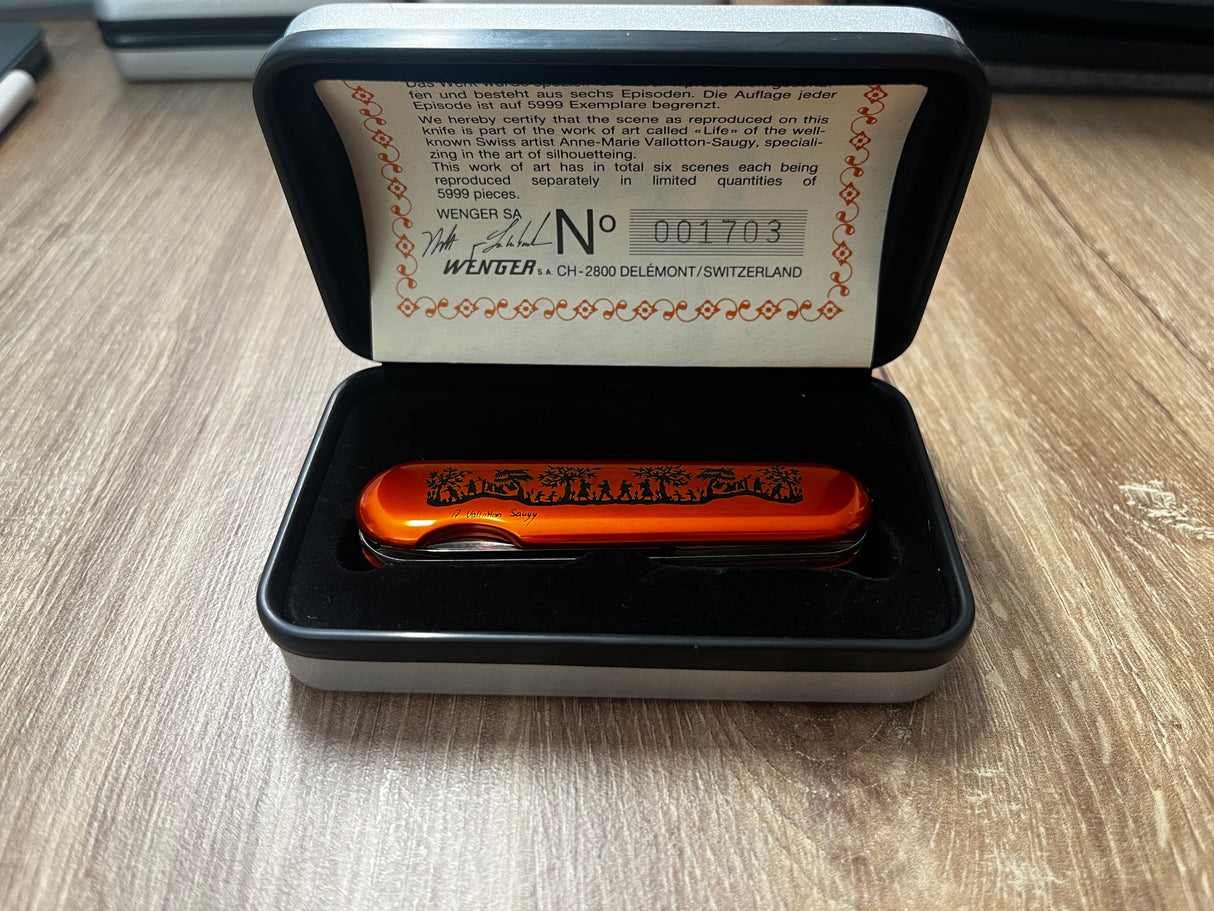 Das Werk wurde
fen und besteht aus sechs Episoden. Die Auflage jeder
Episode ist auf 5999 Exemplare begrenzt.
We hereby certify that the scene as reproduced on this
knife is part of the work of art called «Life» of the well-
known Swiss artist Anne-Marie Vallotton-Saugy, speciali-
zing in the art of silhouetteing.
This work of art has in total six scenes each being
reproduced separately in limited quantities of
5999 pieces.
WENGER SA
No 001703
WENGER S.A. CH-2800 DELÉMONT/SWITZERLAND
A Vallotton Saugy